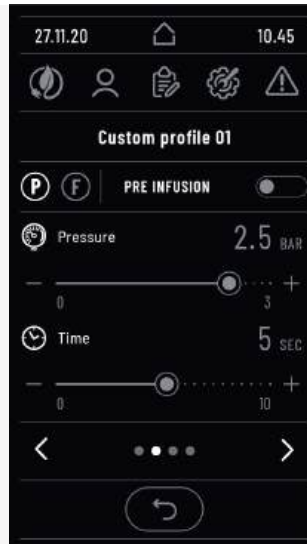 27.11.20 10.45
Custom profile 01
P F PRE INFUSION
Pressure 2.5 BAR
0 3
Time 5 SEC
0 10